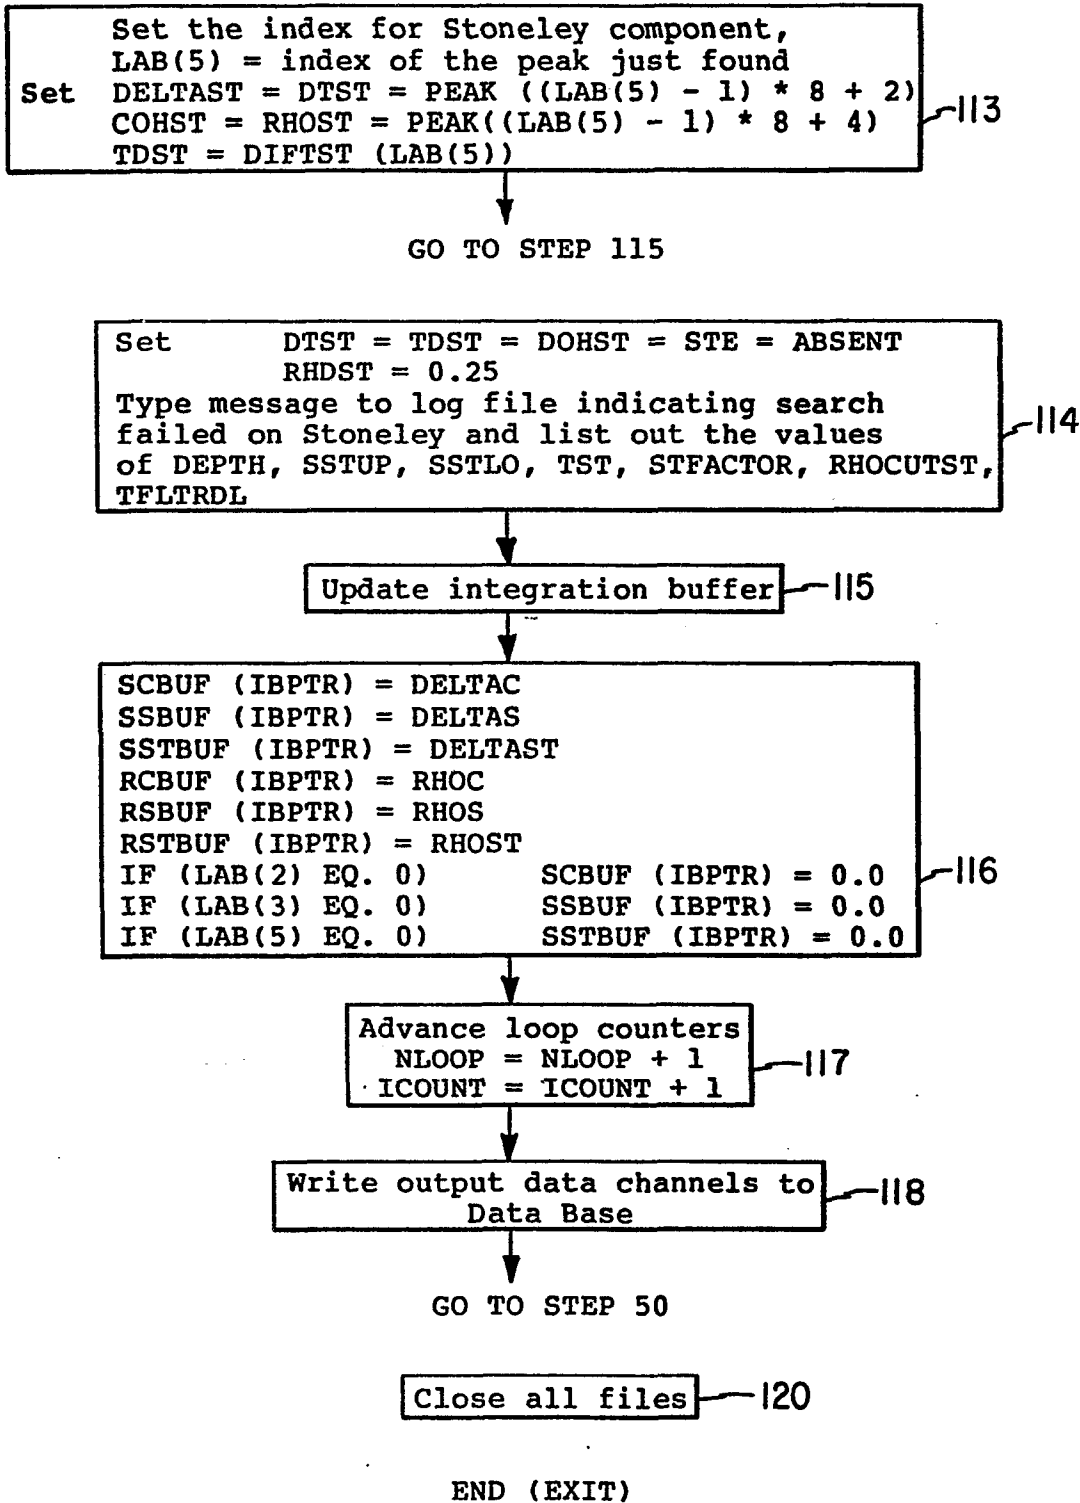 Set the index for Stoneley component,
LAB(5) = index of the peak just found
Set DELTAST = DTST = PEAK ((LAB(5) - 1) * 8 + 2)
COHST = RHOST = PEAK((LAB(5) - 1) * 8 + 4)
TDST = DIFTST (LAB(5))
113
GO TO STEP 115
Set DTST = TDST = DOHST = STE = ABSENT
RHDST = 0.25
Type message to log file indicating search
failed on Stoneley and list out the values
of DEPTH, SSTUP, SSTLO, TST, STFACTOR, RHOCUTST,
TFLTRDL
114
Update integration buffer
115
SCBUF (IBPTR) = DELTAC
SSBUF (IBPTR) = DELTAS
SSTBUF (IBPTR) = DELTAST
RCBUF (IBPTR) = RHOC
RSBUF (IBPTR) = RHOS
RSTBUF (IBPTR) = RHOST
IF (LAB(2) EQ. 0) SCBUF (IBPTR) = 0.0
IF (LAB(3) EQ. 0) SSBUF (IBPTR) = 0.0
IF (LAB(5) EQ. 0) SSTBUF (IBPTR) = 0.0
116
Advance loop counters
NLOOP = NLOOP + 1
ICOUNT = ICOUNT + 1
117
Write output data channels to
Data Base
118
GO TO STEP 50
Close all files
120
END (EXIT)